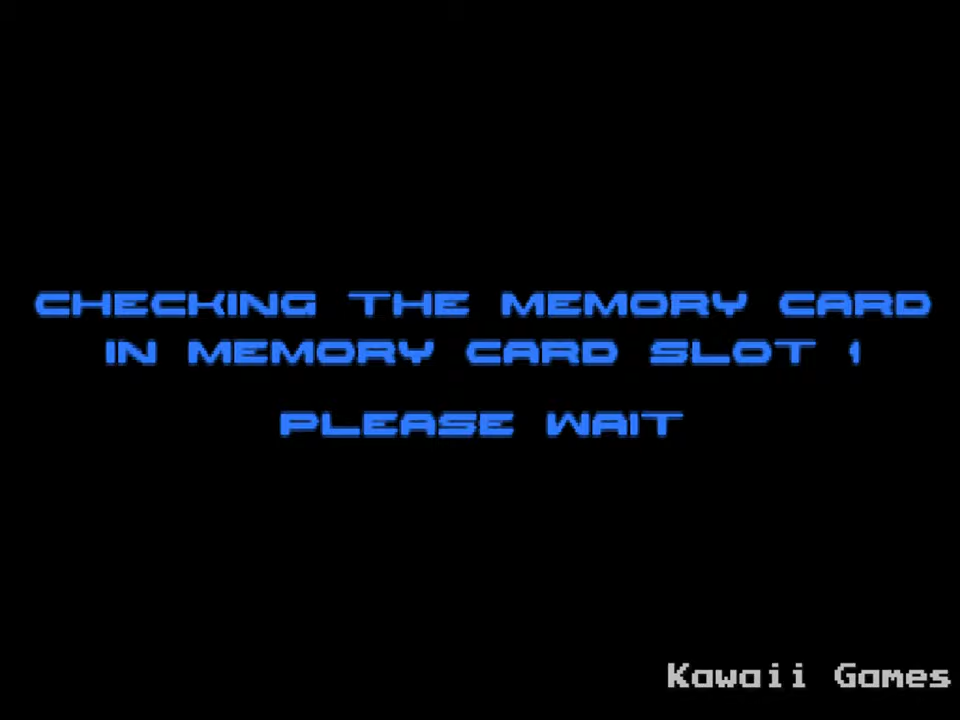 CHECKING THE MEMORY CARD
IN MEMORY CARD SLOT 1
PLEASE WAIT
Kawaii Games